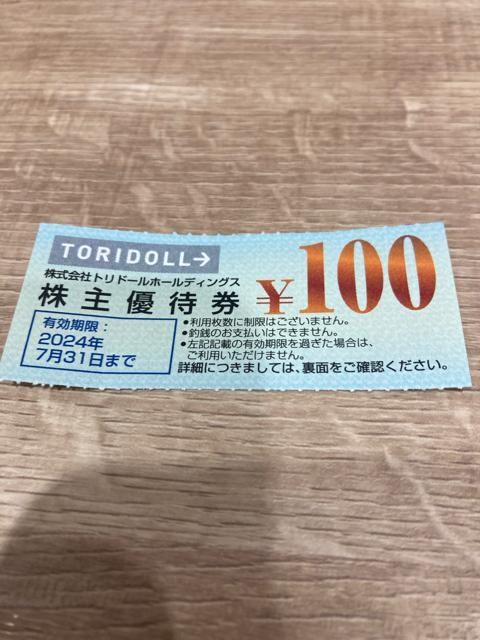 TORIDOLL→
株式会社トリドールホールディングス
株主優待券
¥100
有効期限：
2024年
7月31日まで
●利用枚数に制限はございません。
●釣銭のお支払いはできません。
●左記記載の有効期限を過ぎた場合は、
ご利用いただけません。
詳細につきましては、裏面をご確認ください。